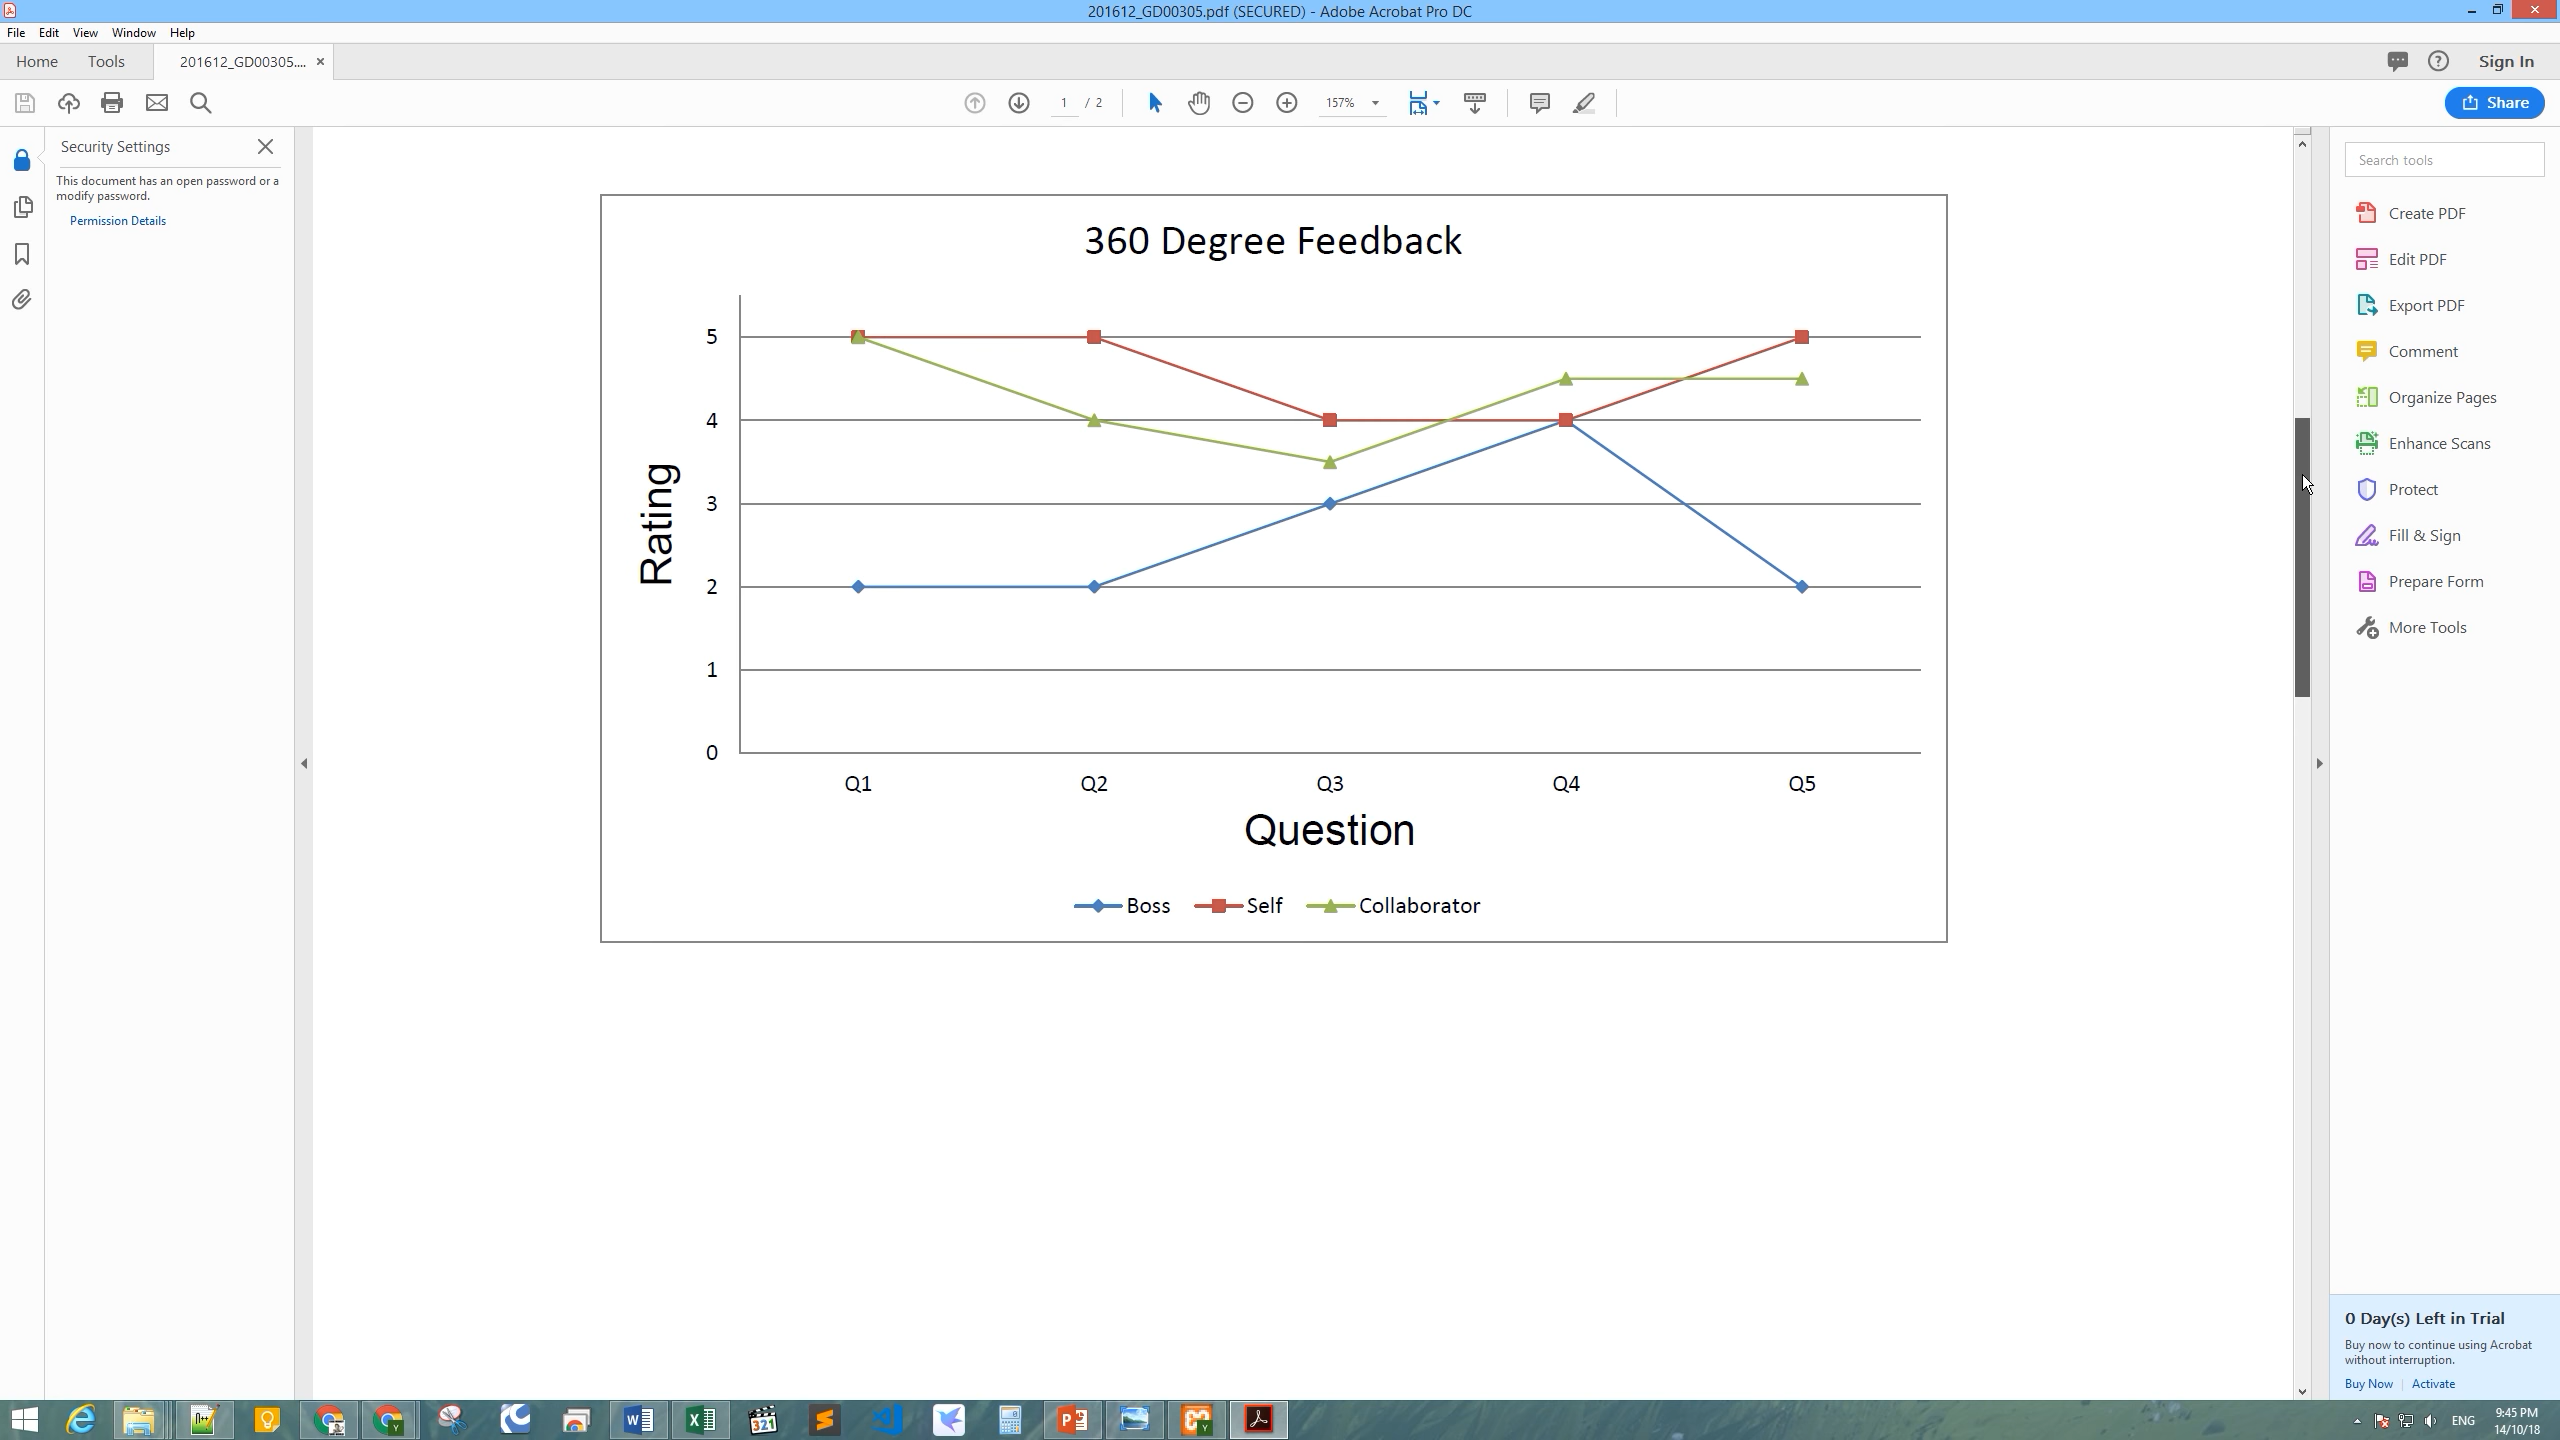 201612_GD00305.pdf (SECURED) - Adobe Acrobat Pro DC
File Edit View Window Help
Home Tools 201612_GD00305.... × Sign In
1 / 2 157% Share
Security Settings
This document has an open password or a
modify password.
Permission Details
360 Degree Feedback
5
4
3
2
1
0
Rating
Q1 Q2 Q3 Q4 Q5
Question
Boss Self Collaborator
Search tools
Create PDF
Edit PDF
Export PDF
Comment
Organize Pages
Enhance Scans
Protect
Fill & Sign
Prepare Form
More Tools
0 Day(s) Left in Trial
Buy now to continue using Acrobat
without interruption.
Buy Now | Activate
ENG
9:45 PM
14/10/18